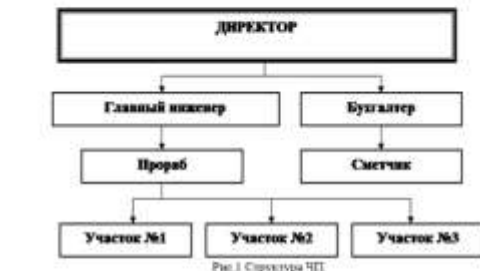 ДИРЕКТОР
Главный инженер
Бухгалтер
Прораб
Сметчик
Участок №1
Участок №2
Участок №3
Рис.1 Структура ЧП